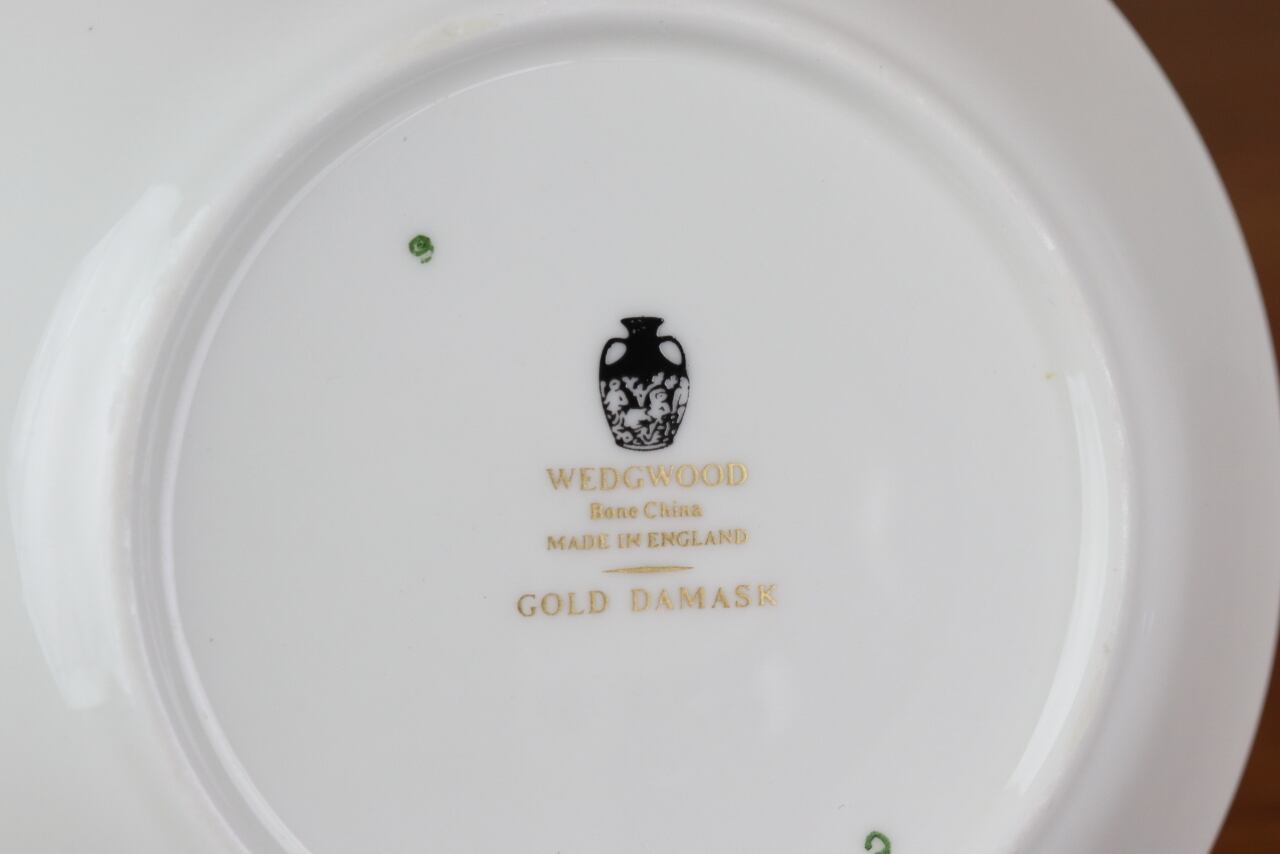 WEDGWOOD
Bone China
MADE IN ENGLAND
GOLD DAMASK